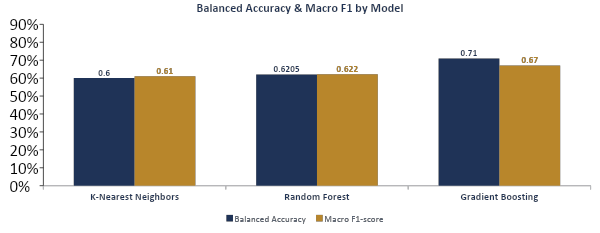 Balanced Accuracy & Macro F1 by Model
90%
80%
70%
60%
50%
40%
30%
20%
10%
0%
0.6
0.61
0.6205
0.622
0.71
0.67
K-Nearest Neighbors
Random Forest
Gradient Boosting
Balanced Accuracy
Macro F1-score